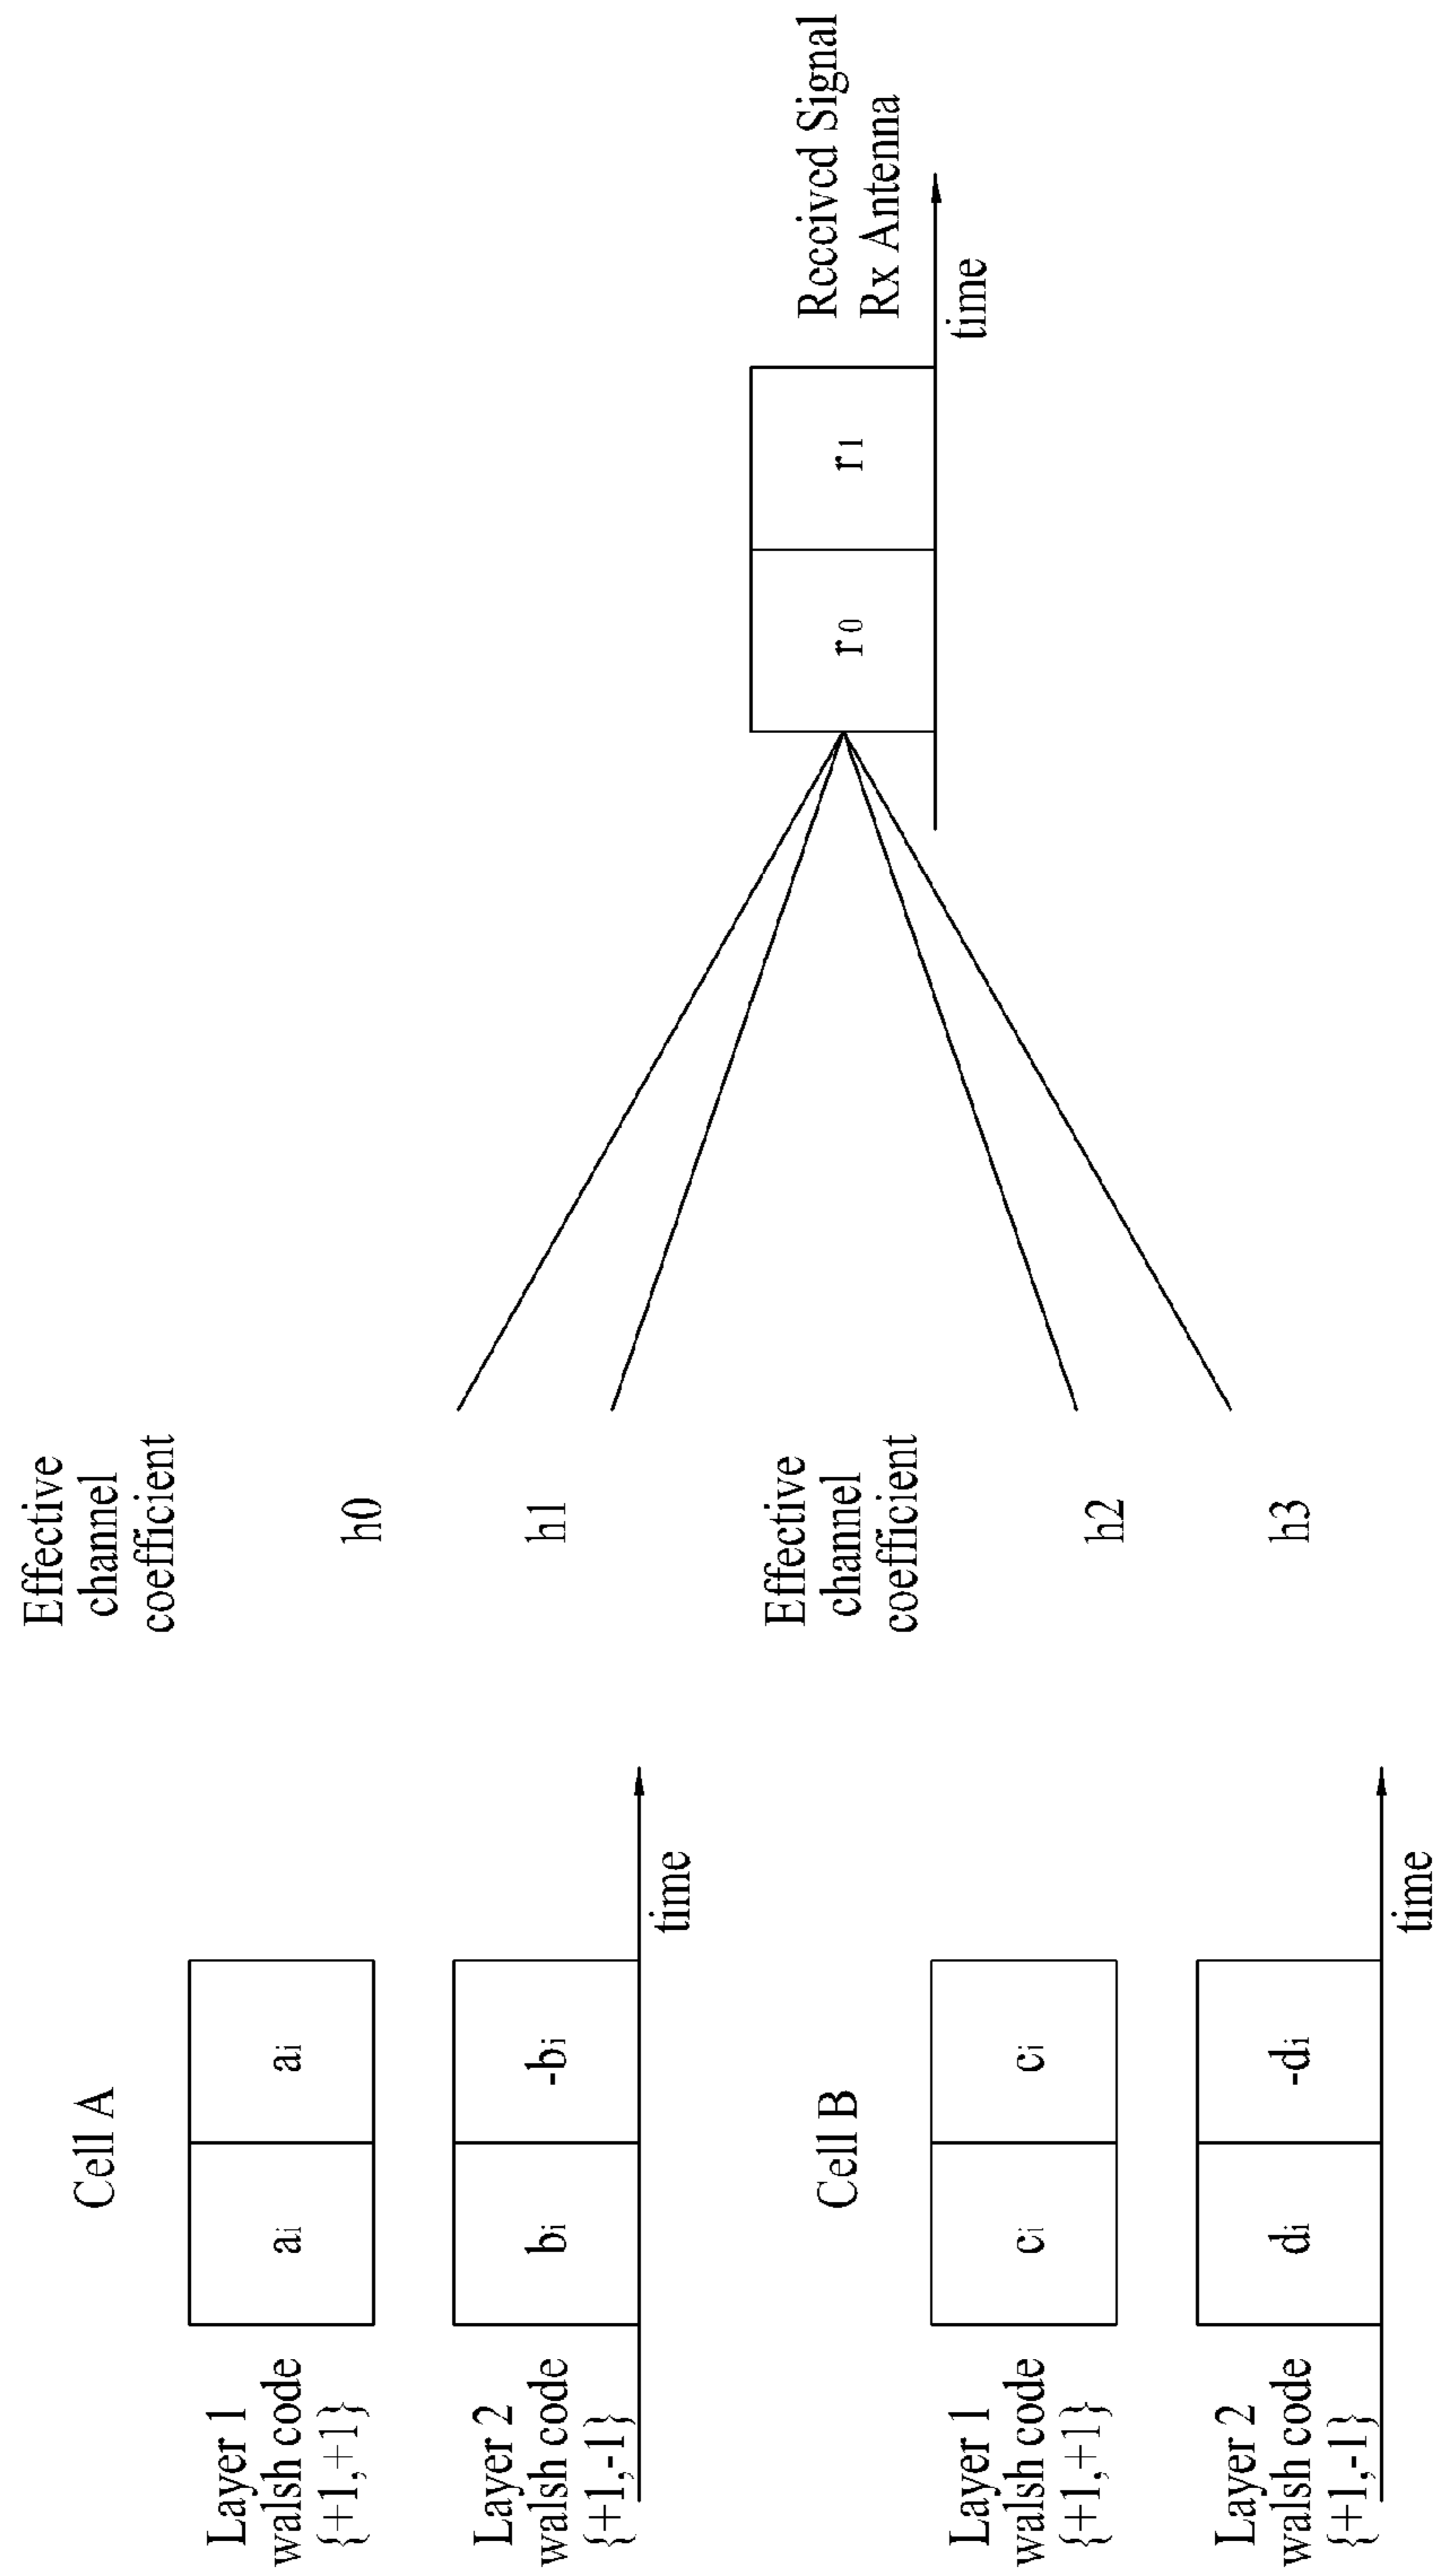 Cell A
Effective
channel
coefficient
Layer 1
walsh code
{+1,+1}
ai
ai
h0
Layer 2
walsh code
{+1,-1}
bi
-bi
h1
time
r0
r1
Received Signal
Rx Antenna
time
Cell B
Effective
channel
coefficient
Layer 1
walsh code
{+1,+1}
ci
ci
h2
Layer 2
walsh code
{+1,-1}
di
-di
h3
time